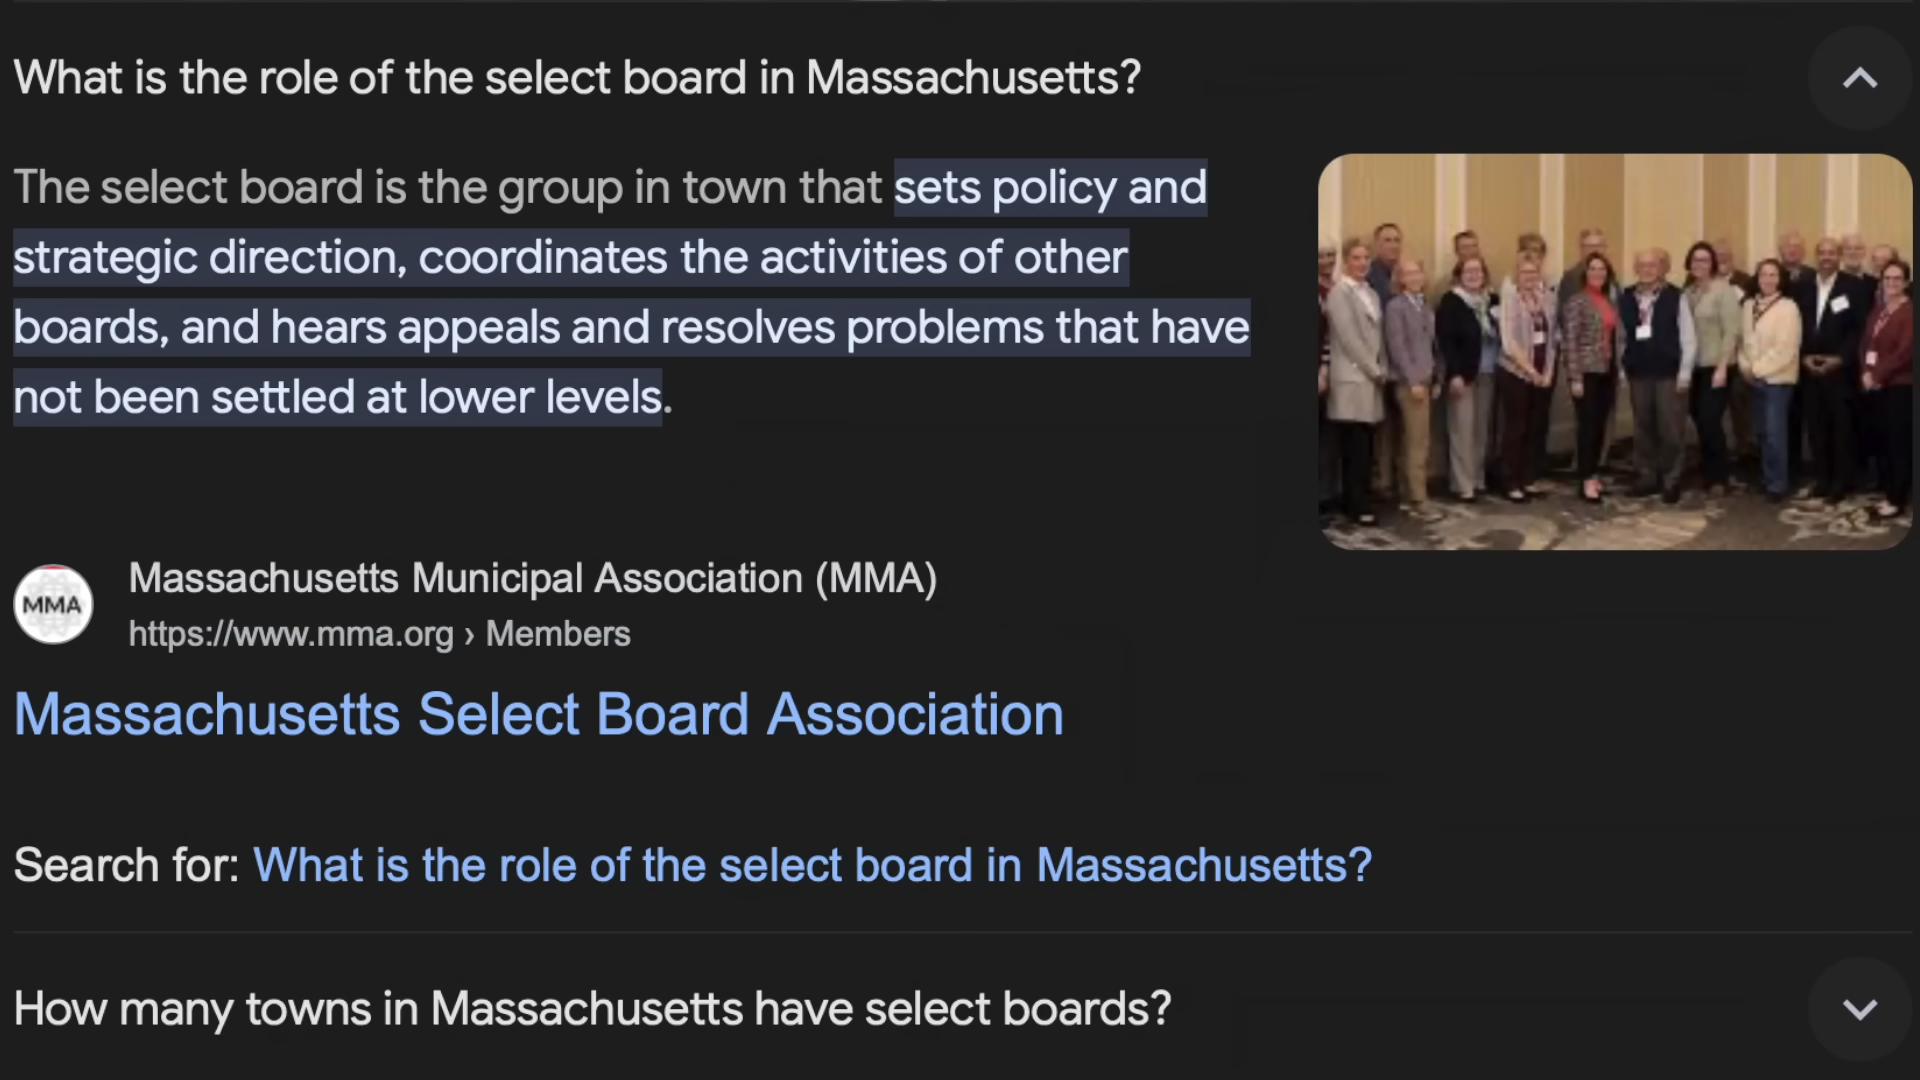 What is the role of the select board in Massachusetts?
The select board is the group in town that sets policy and
strategic direction, coordinates the activities of other
boards, and hears appeals and resolves problems that have
not been settled at lower levels.
MMA
Massachusetts Municipal Association (MMA)
https://www.mma.org › Members
Massachusetts Select Board Association
Search for: What is the role of the select board in Massachusetts?
How many towns in Massachusetts have select boards?